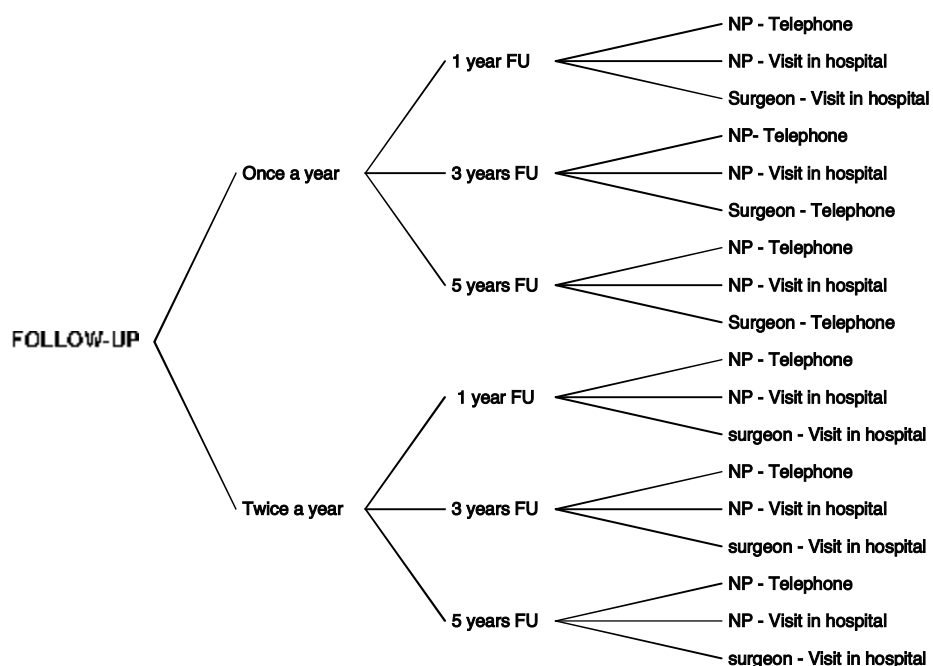 NP - Telephone
1 year FU
NP - Visit in hospital
Surgeon - Visit in hospital
NP- Telephone
Once a year
3 years FU
NP - Visit in hospital
Surgeon - Telephone
NP - Telephone
5 years FU
NP - Visit in hospital
Surgeon - Telephone
FOLLOW-UP
NP - Telephone
1 year FU
NP - Visit in hospital
surgeon - Visit in hospital
NP - Telephone
Twice a year
3 years FU
NP - Visit in hospital
surgeon - Visit in hospital
NP - Telephone
5 years FU
NP - Visit in hospital
surgeon - Visit in hospital